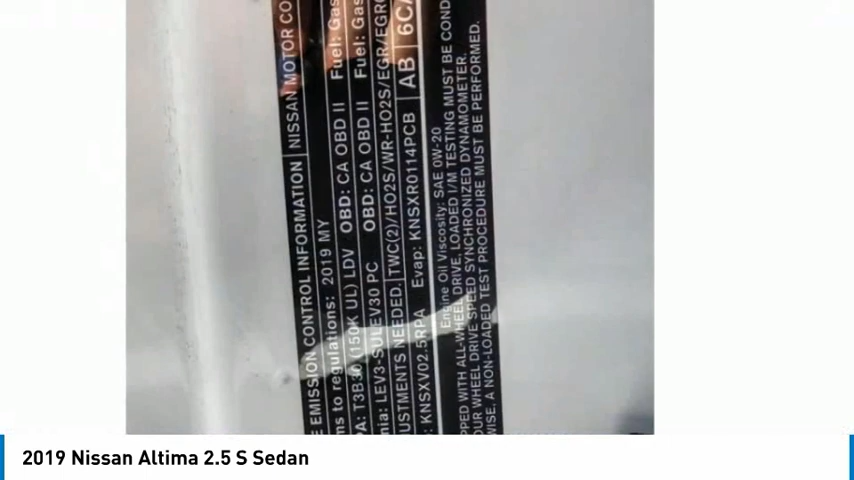 E EMISSION CONTROL INFORMATION NISSAN MOTOR CO
ms to regulations: 2019 MY
PA: T3B30 (150K UL) LDV OBD: CA OBD II Fuel: Gas
nia: LEV3-SULEV30 PC OBD: CA OBD II Fuel: Gas
USTMENTS NEEDED. TWC(2)/HO2S/WR-HO2S/EGR/EGR
: KNSXV02.5RPA Evap: KNSXR0114PCB AB 6CA
Engine Oil Viscosity: SAE 0W-20
PPED WITH ALL-WHEEL DRIVE, LOADED I/M TESTING MUST BE COND
OUR WHEEL DRIVE SPEED SYNCHRONIZED DYNAMOMETER.
WISE, A NON-LOADED TEST PROCEDURE MUST BE PERFORMED.
2019 Nissan Altima 2.5 S Sedan